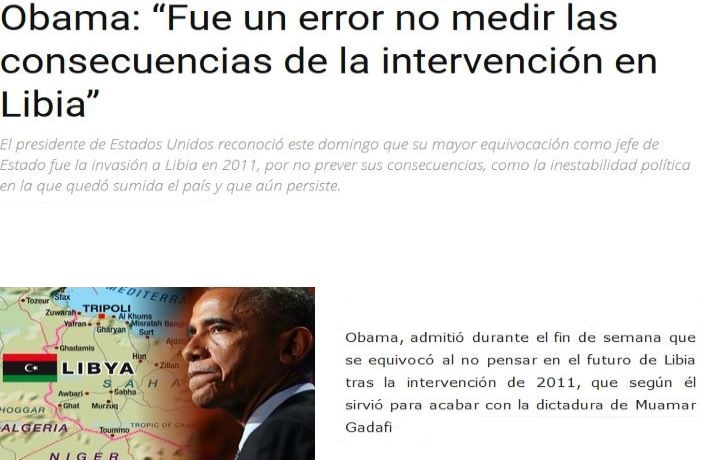 Obama: “Fue un error no medir las
consecuencias de la intervención en
Libia”
El presidente de Estados Unidos reconoció este domingo que su mayor equivocación como jefe de
Estado fue la invasión a Libia en 2011, por no prever sus consecuencias, como la inestabilidad política
en la que quedó sumida el país y que aún persiste.
MEDITERRA
Tozeur
Sfax
TRIPOLI
Zuwarah
Al Khums
Yafran
Misratah
Beng
Gharyan
Surt
Ajdab
Ghadamis
LIBYA
Hun
Zillah
SAHA
Awbari
Sabha
HOGGAR
Ghat
Murzuq
ALGERIA
Toummo
TROPIC OF CAN
NIGER
Obama, admitió durante el fin de semana que
se equivocó al no pensar en el futuro de Libia
tras la intervención de 2011, que según él
sirvió para acabar con la dictadura de Muamar
Gadafi